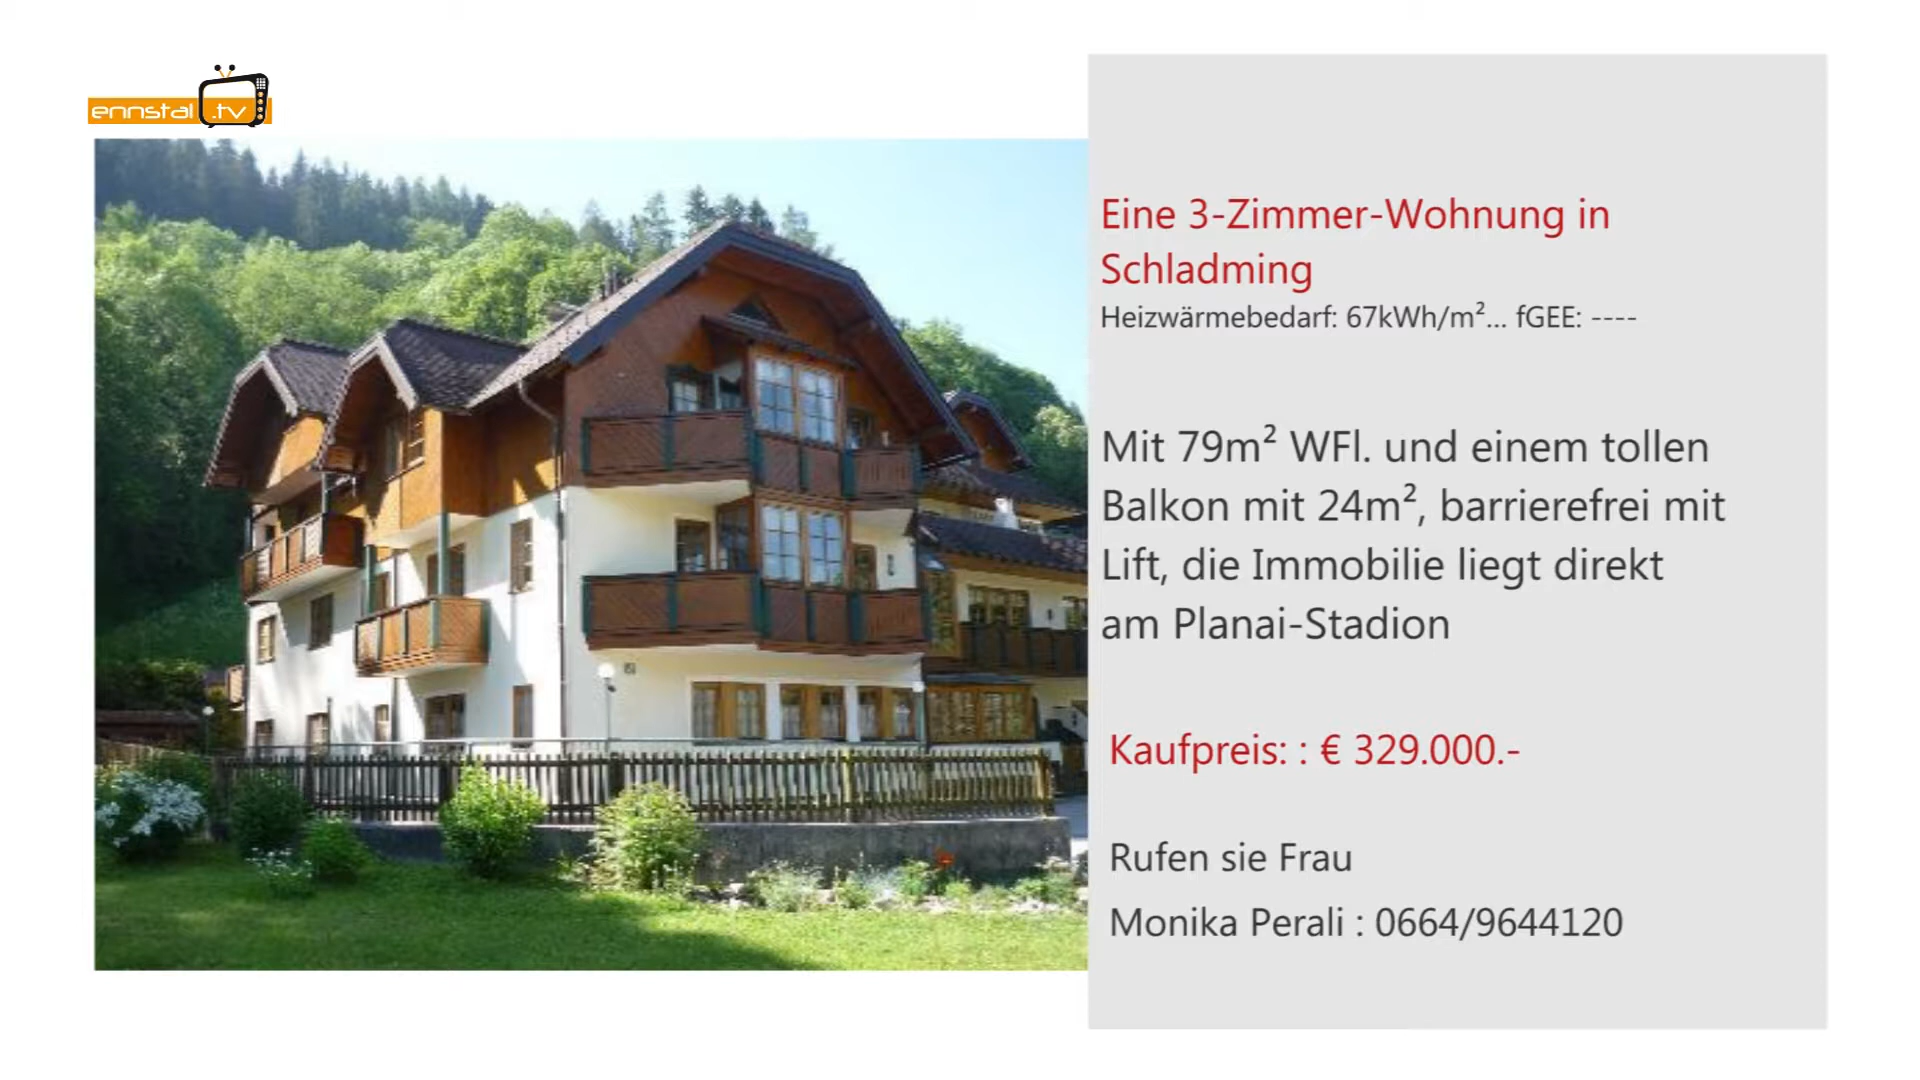 ennstal.tv
Eine 3-Zimmer-Wohnung in
Schladming
Heizwärmebedarf: 67kWh/m²... fGEE: ----
Mit 79m² WFl. und einem tollen
Balkon mit 24m², barrierefrei mit
Lift, die Immobilie liegt direkt
am Planai-Stadion
Kaufpreis: : € 329.000.-
Rufen sie Frau
Monika Perali : 0664/9644120